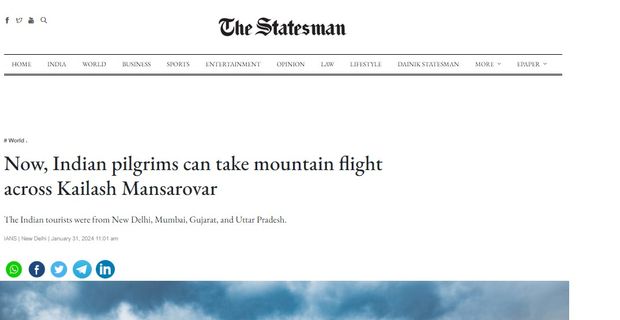 The Statesman
HOME INDIA WORLD BUSINESS SPORTS ENTERTAINMENT OPINION LAW LIFESTYLE DAINIK STATESMAN MORE EPAPER
# World .
Now, Indian pilgrims can take mountain flight
across Kailash Mansarovar
The Indian tourists were from New Delhi, Mumbai, Gujarat, and Uttar Pradesh.
IANS | New Delhi | January 31, 2024 11:01 am